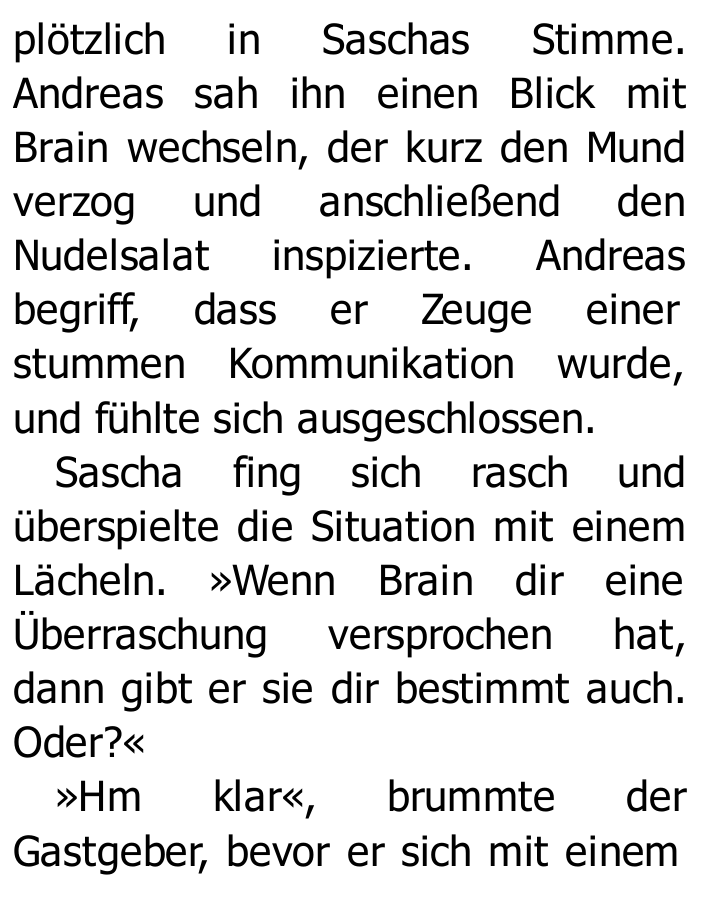 plötzlich in Saschas Stimme.
Andreas sah ihn einen Blick mit
Brain wechseln, der kurz den Mund
verzog und anschließend den
Nudelsalat inspizierte. Andreas
begriff, dass er Zeuge einer
stummen Kommunikation wurde,
und fühlte sich ausgeschlossen.
Sascha fing sich rasch und
überspielte die Situation mit einem
Lächeln. »Wenn Brain dir eine
Überraschung versprochen hat,
dann gibt er sie dir bestimmt auch.
Oder?«
»Hm klar«, brummte der
Gastgeber, bevor er sich mit einem